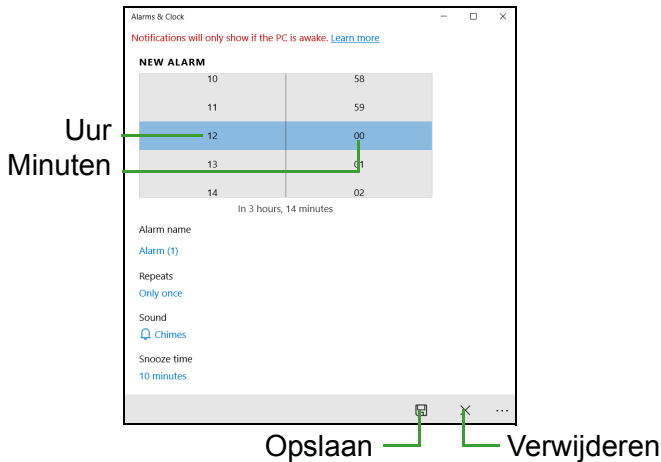 Alarms & Clock
Notifications will only show if the PC is awake. Learn more
NEW ALARM
10 58
11 59
Uur
12 00
Minuten
13 01
14 02
In 3 hours, 14 minutes
Alarm name
Alarm (1)
Repeats
Only once
Sound
Chimes
Snooze time
10 minutes
Opslaan
Verwijderen